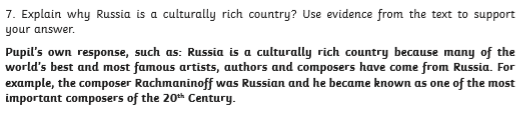 7. Explain why Russia is a culturally rich country? Use evidence from the text to support
your answer.
Pupil's own response, such as: Russia is a culturally rich country because many of the
world's best and most famous artists, authors and composers have come from Russia. For
example, the composer Rachmaninoff was Russian and he became known as one of the most
important composers of the 20th Century.